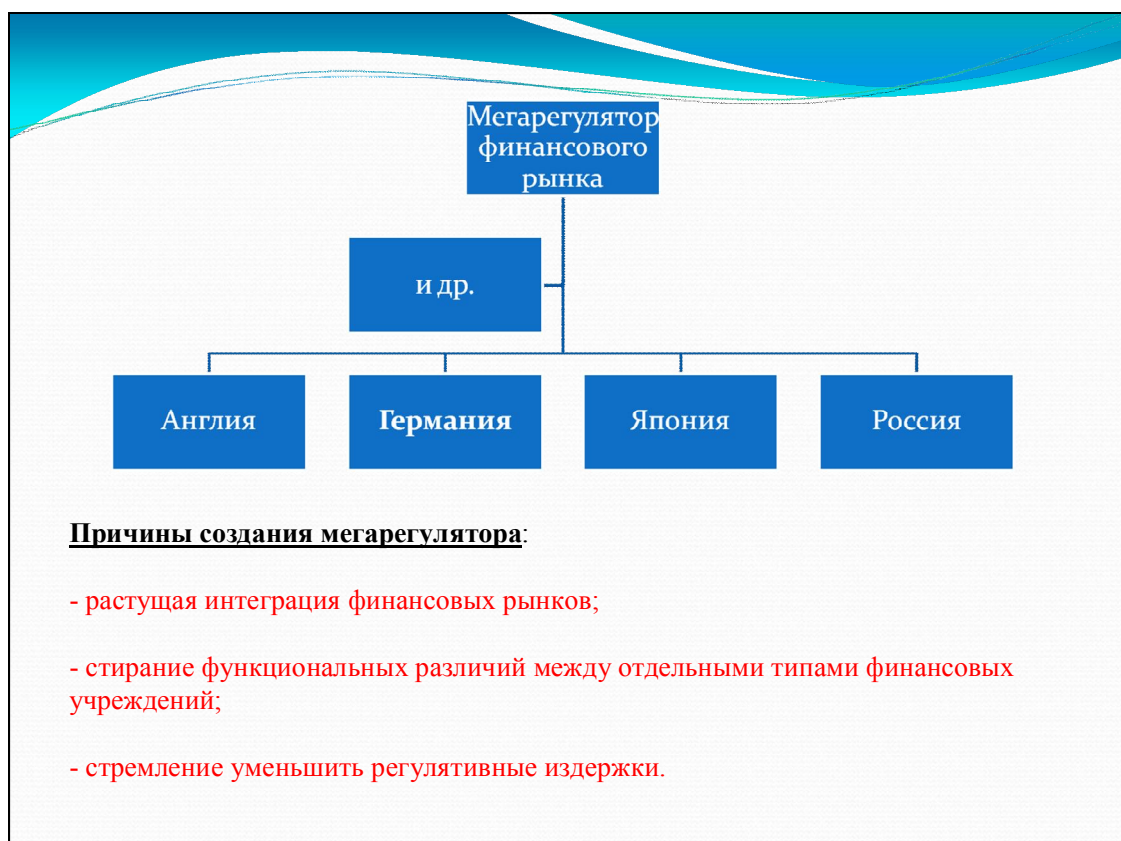 Мегарегулятор
финансового
рынка
и др.
Англия
Германия
Япония
Россия
Причины создания мегарегулятора:
- растущая интеграция финансовых рынков;
- стирание функциональных различий между отдельными типами финансовых
учреждений;
- стремление уменьшить регулятивные издержки.